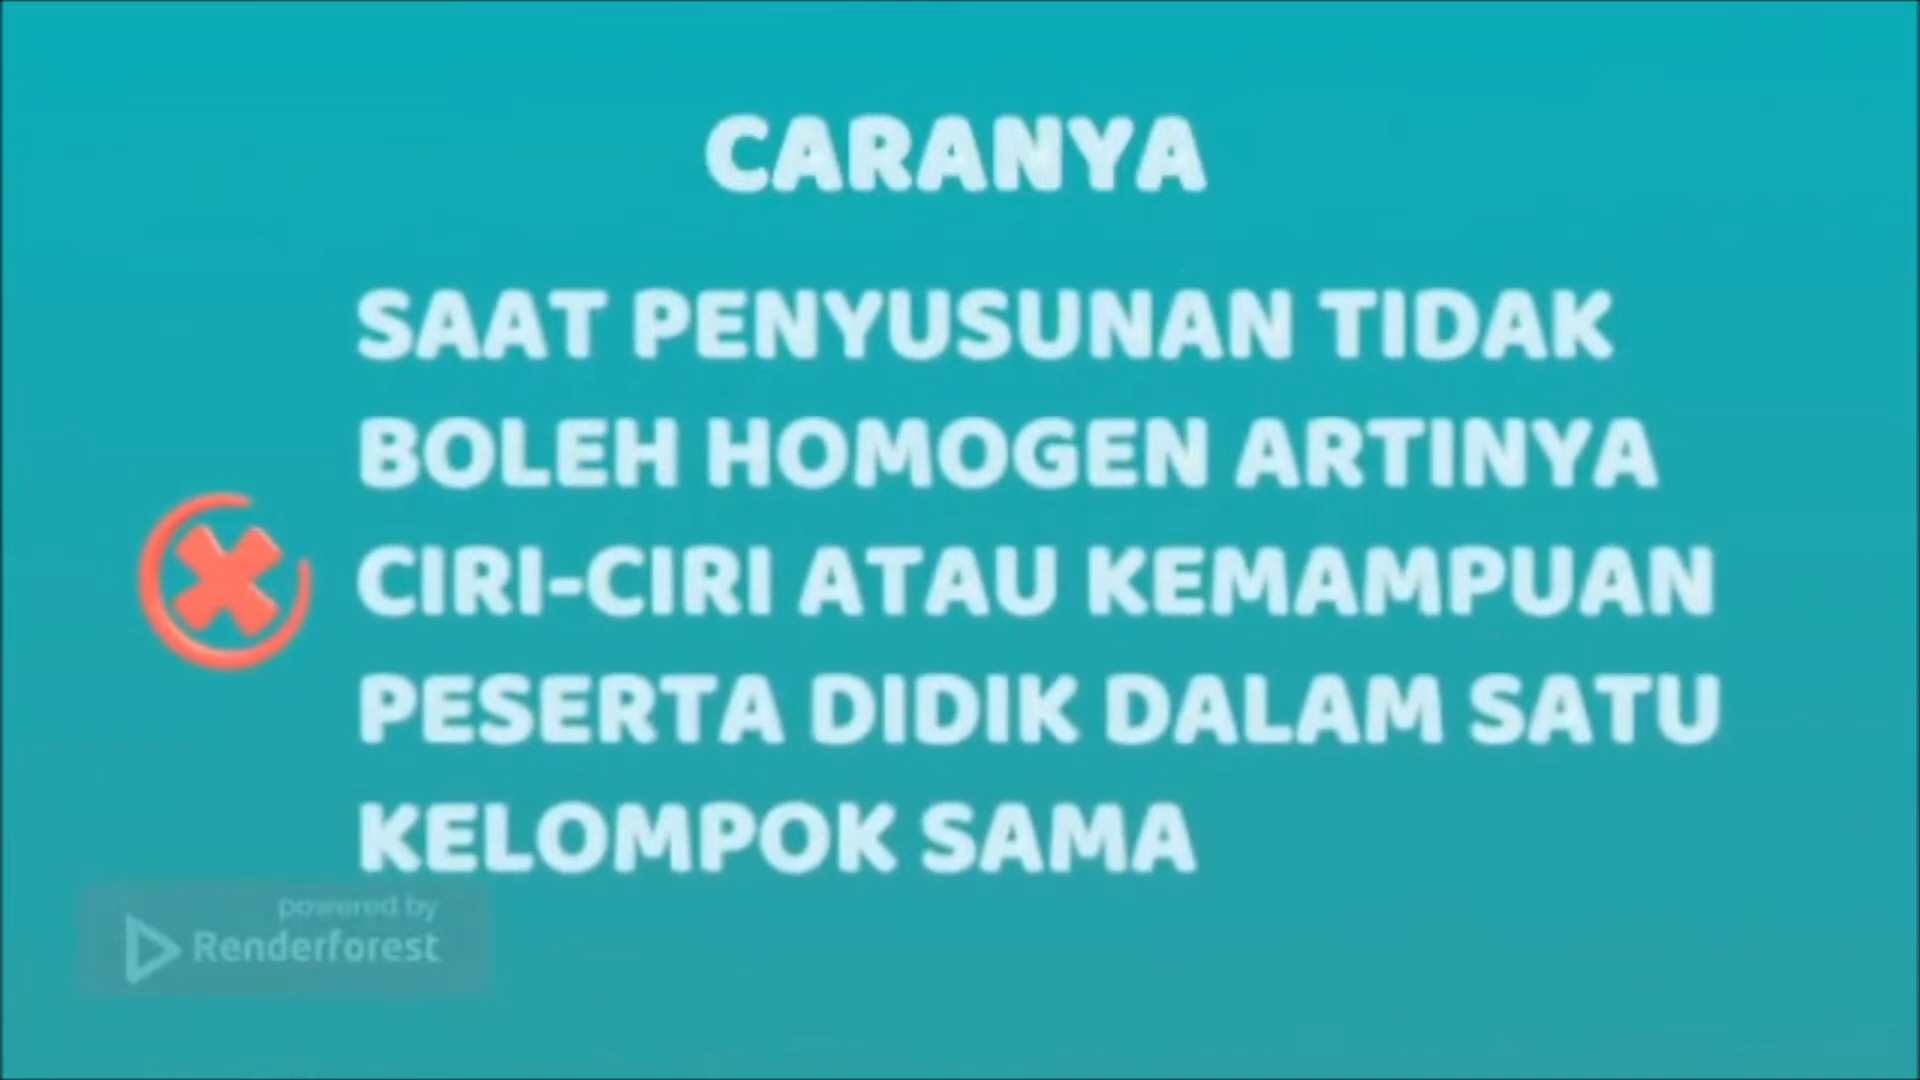 CARANYA
SAAT PENYUSUNAN TIDAK
BOLEH HOMOGEN ARTINYA
CIRI-CIRI ATAU KEMAMPUAN
PESERTA DIDIK DALAM SATU
KELOMPOK SAMA
powered by
Renderforest